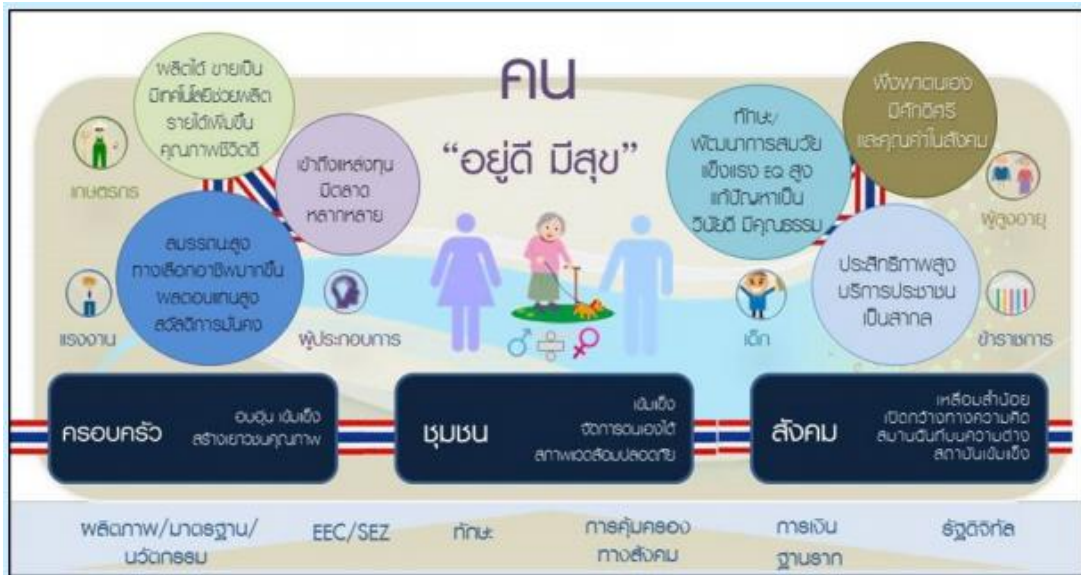 คน
“อยู่ดี มีสุข”
ผลิตได้ ขายเป็น
มีเทคโนโลยีช่วยผลิต
รายได้เพิ่มขึ้น
คุณภาพชีวิตดี
เกษตรกร
เข้าถึงแหล่งทุน
มีตลาด
หลากหลาย
ผู้ประกอบการ
สมรรถนะสูง
ทางเลือกอาชีพมากขึ้น
ผลตอบแทนสูง
สวัสดิการมั่นคง
แรงงาน
ทักษะ/
พัฒนาการสมวัย
แข็งแรง EQ สูง
แก้ปัญหาเป็น
วินัยดี มีคุณธรรม
เด็ก
พึ่งพาตนเอง
มีศักดิ์ศรี
และคุณค่าในสังคม
ผู้สูงอายุ
ประสิทธิภาพสูง
บริการประชาชน
เป็นสากล
ข้าราชการ
ครอบครัว
อบอุ่น เข้มแข็ง
สร้างเยาวชนคุณภาพ
ชุมชน
เข้มแข็ง
จัดการตนเองได้
สภาพแวดล้อมปลอดภัย
สังคม
เหลื่อมล้ำน้อย
เปิดกว้างทางความคิด
สมานฉันท์บนความต่าง
สถาบันเข้มแข็ง
ผลิตภาพ/มาตรฐาน/
นวัตกรรม
EEC/SEZ
ทักษะ
การคุ้มครอง
ทางสังคม
การเงิน
ฐานราก
รัฐดิจิทัล